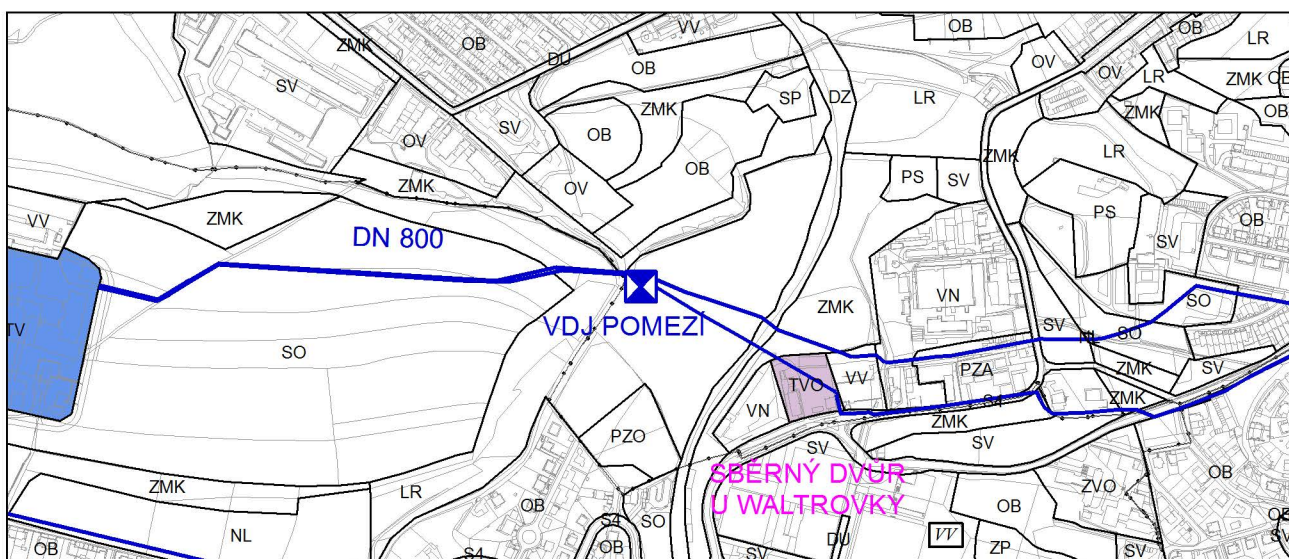 ZMK
OB
DU
VV
OB
OB
OB
LR
OV
OV
LR
ZMK
OB
SV
SP
DZ
LR
ZMK
OB
ZMK
OB
SV
OV
OB
ZMK
LR
ZMK
OV
PS
SV
PS
OB
ZMK
VV
ZMK
SV
DN 800
VN
SO
TV
VDJ POMEZÍ
ZMK
SV
SO
SO
PZA
ZMK
SV
TVO
VV
ZMK
S4
VN
ZMK
PZO
SV
SV
SBĚRNÝ DVŮR
U WALTROVKY
OB
ZMK
LR
OB
SO
OB
ZVO
NL
S4
OB
S4
OB
SV
DU
VV
ZP
SV
OB
SV